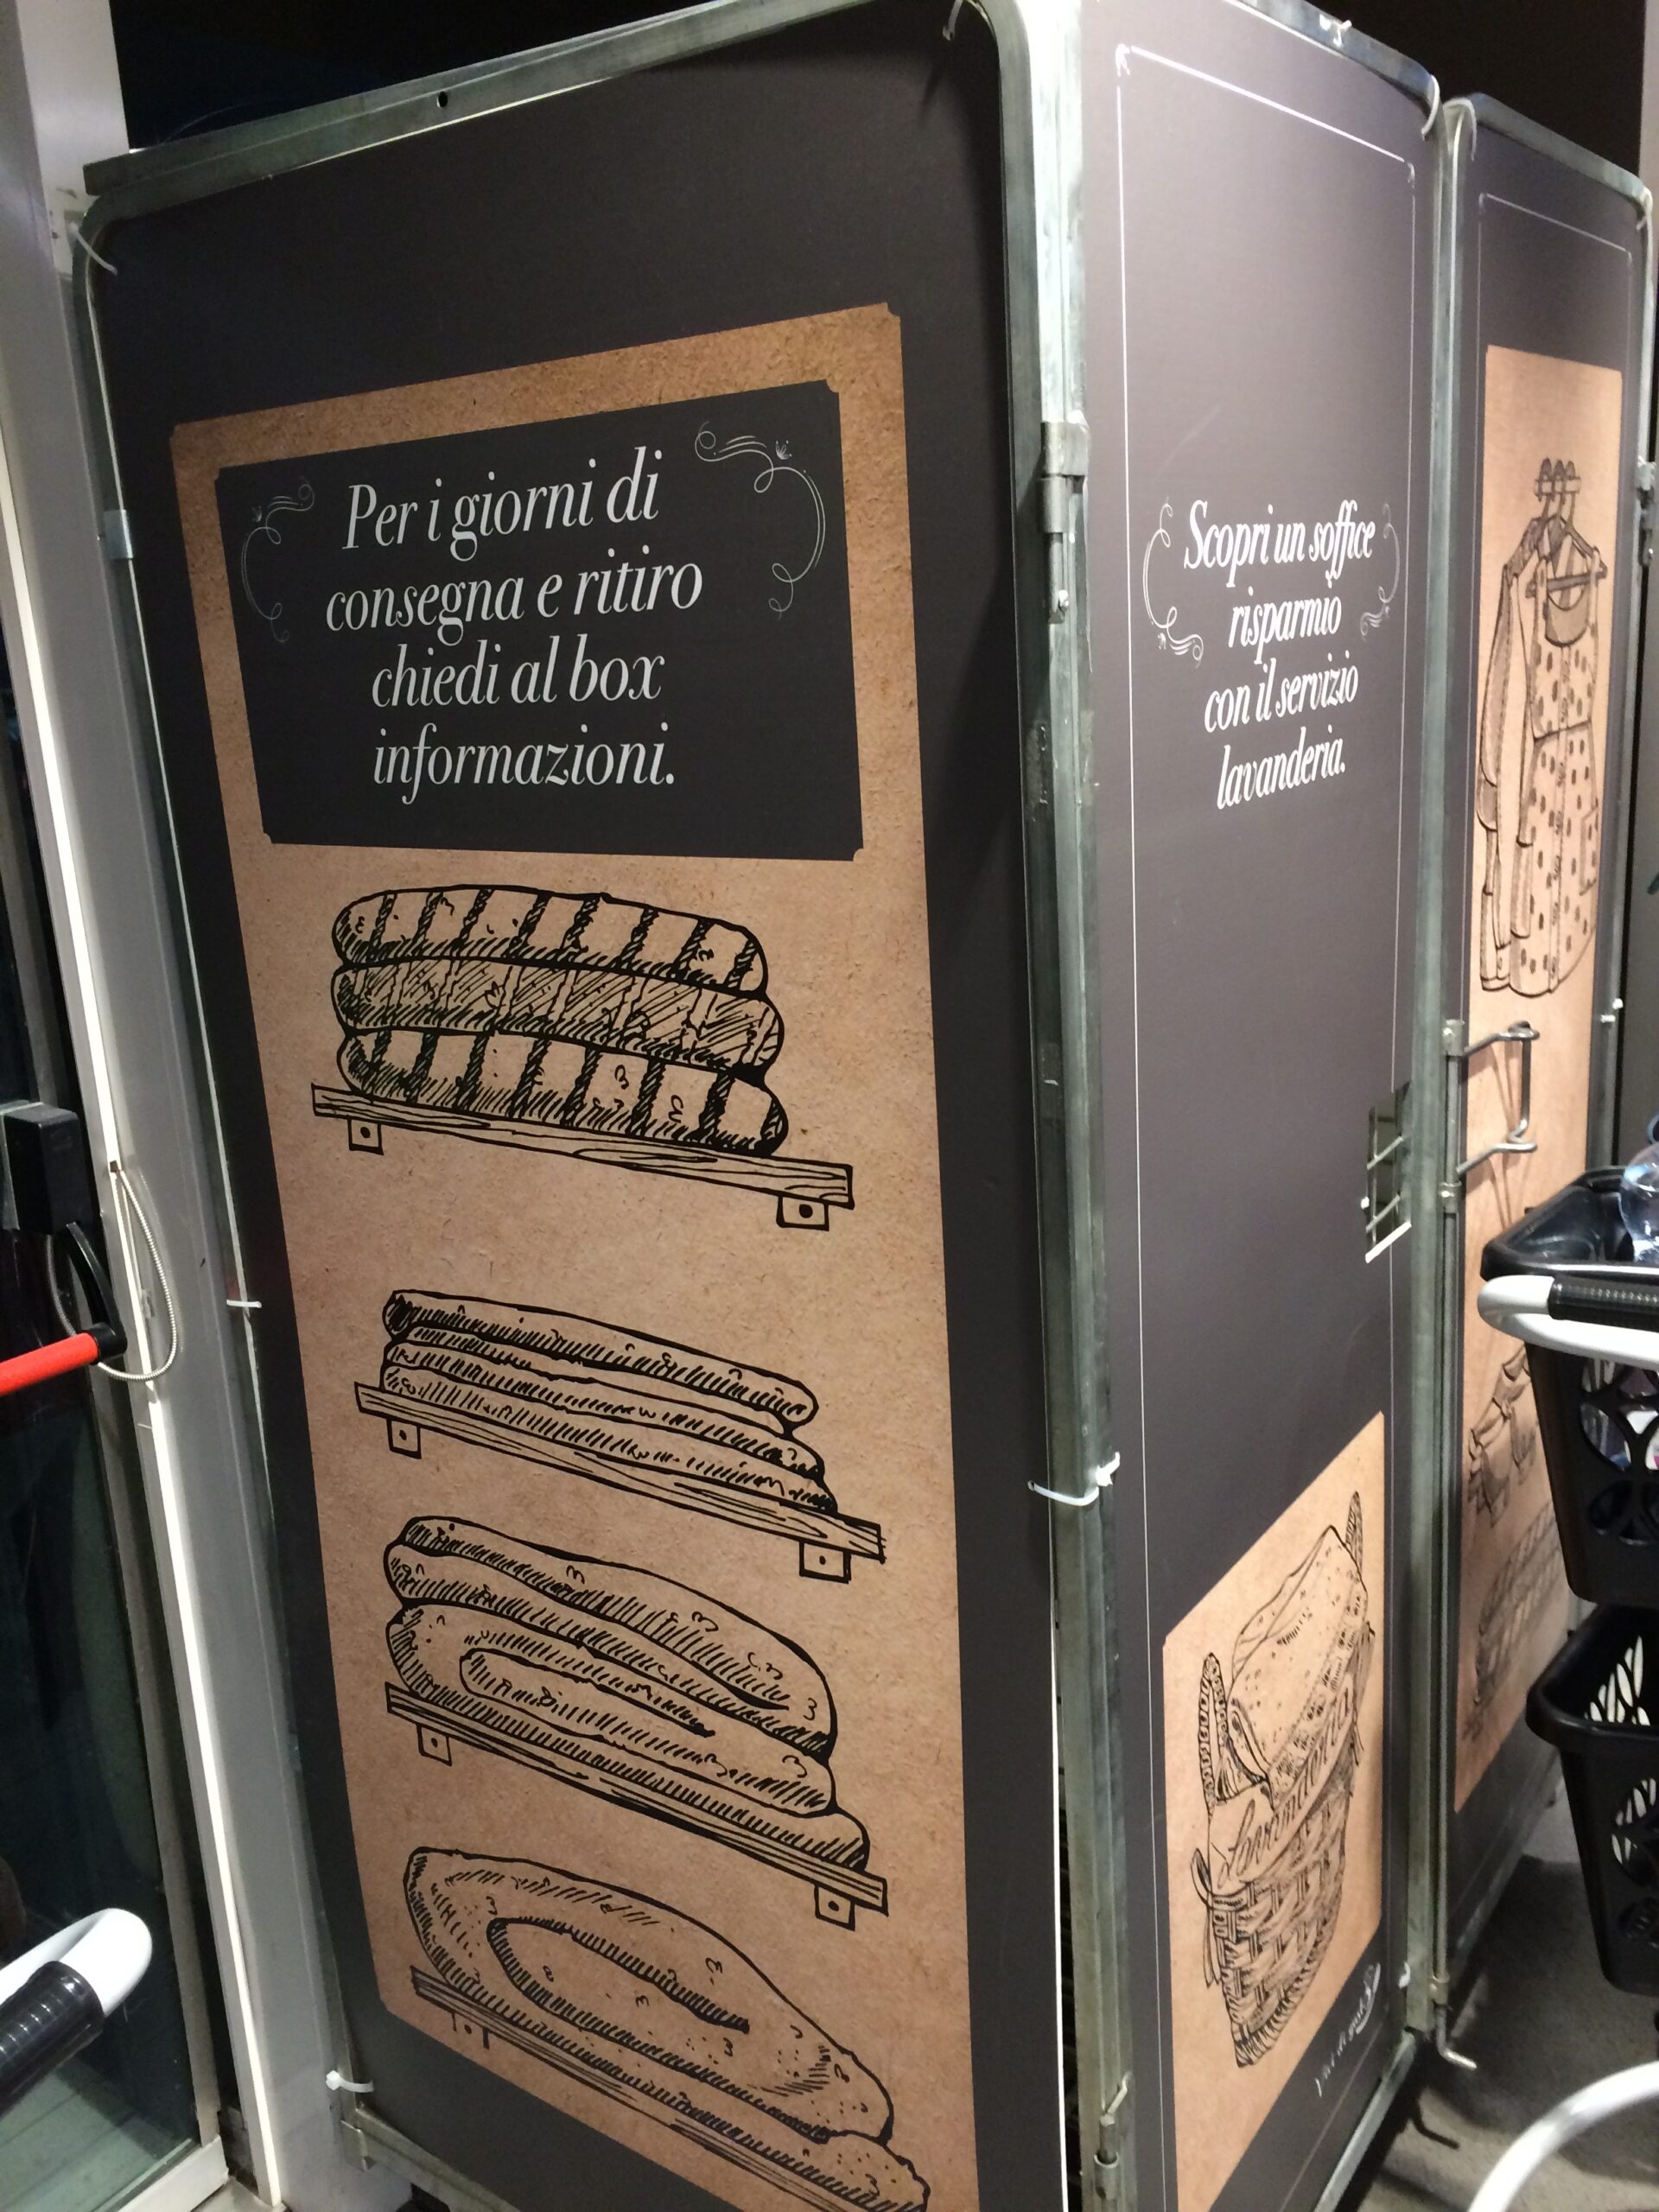 Per i giorni di
consegna e ritiro
chiedi al box
informazioni.
Scopri un soffice
risparmio
con il servizio
lavanderia.